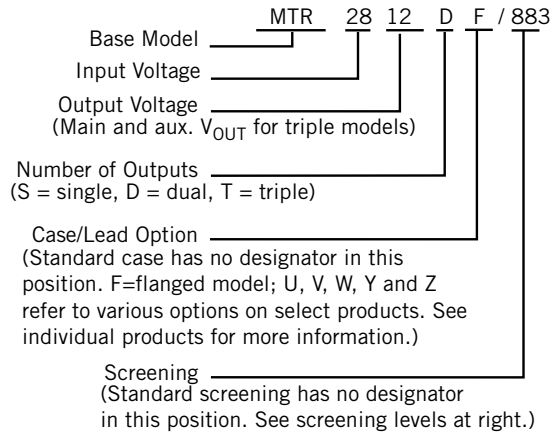 MTR 28 12 D F / 883
Base Model
Input Voltage
Output Voltage
(Main and aux. VOUT for triple models)
Number of Outputs
(S = single, D = dual, T = triple)
Case/Lead Option
(Standard case has no designator in this
position. F=flanged model; U, V, W, Y and Z
refer to various options on select products. See
individual products for more information.)
Screening
(Standard screening has no designator
in this position. See screening levels at right.)